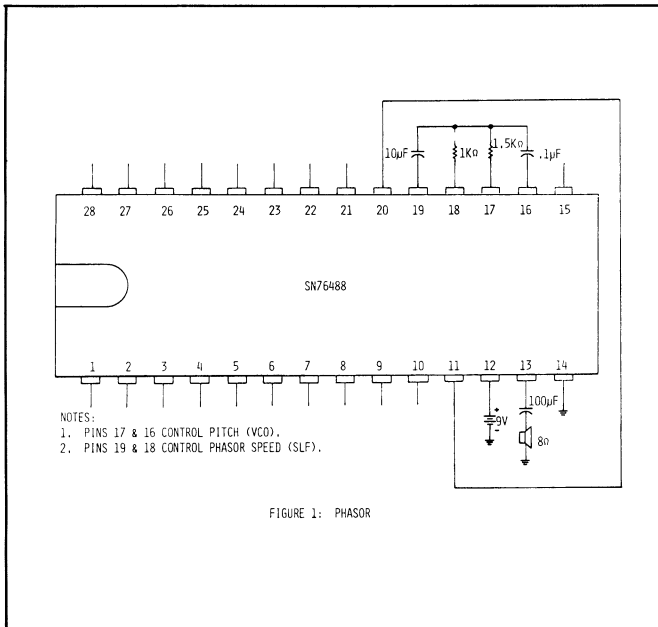 10µF 1KΩ 1.5KΩ .1µF
28 27 26 25 24 23 22 21 20 19 18 17 16 15
SN76488
1 2 3 4 5 6 7 8 9 10 11 12 13 14
+
9V
-
100µF
8Ω
NOTES:
1. PINS 17 & 16 CONTROL PITCH (VCO).
2. PINS 19 & 18 CONTROL PHASOR SPEED (SLF).
FIGURE 1: PHASOR